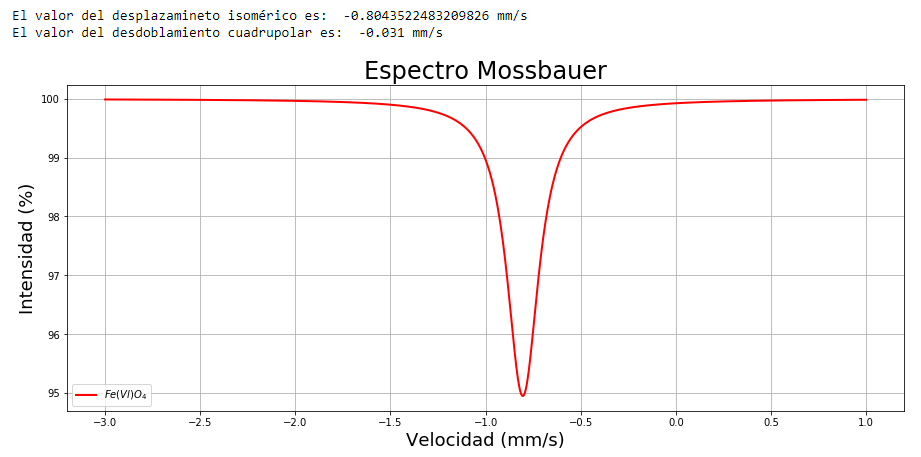 El valor del desplazamineto isomérico es:  -0.8043522483209826 mm/s
El valor del desdoblamiento cuadrupolar es:  -0.031 mm/s
Espectro Mossbauer
Intensidad (%)
100
99
98
97
96
95
Fe(VI)O₄
−3.0 −2.5 −2.0 −1.5 −1.0 −0.5 0.0 0.5 1.0
Velocidad (mm/s)